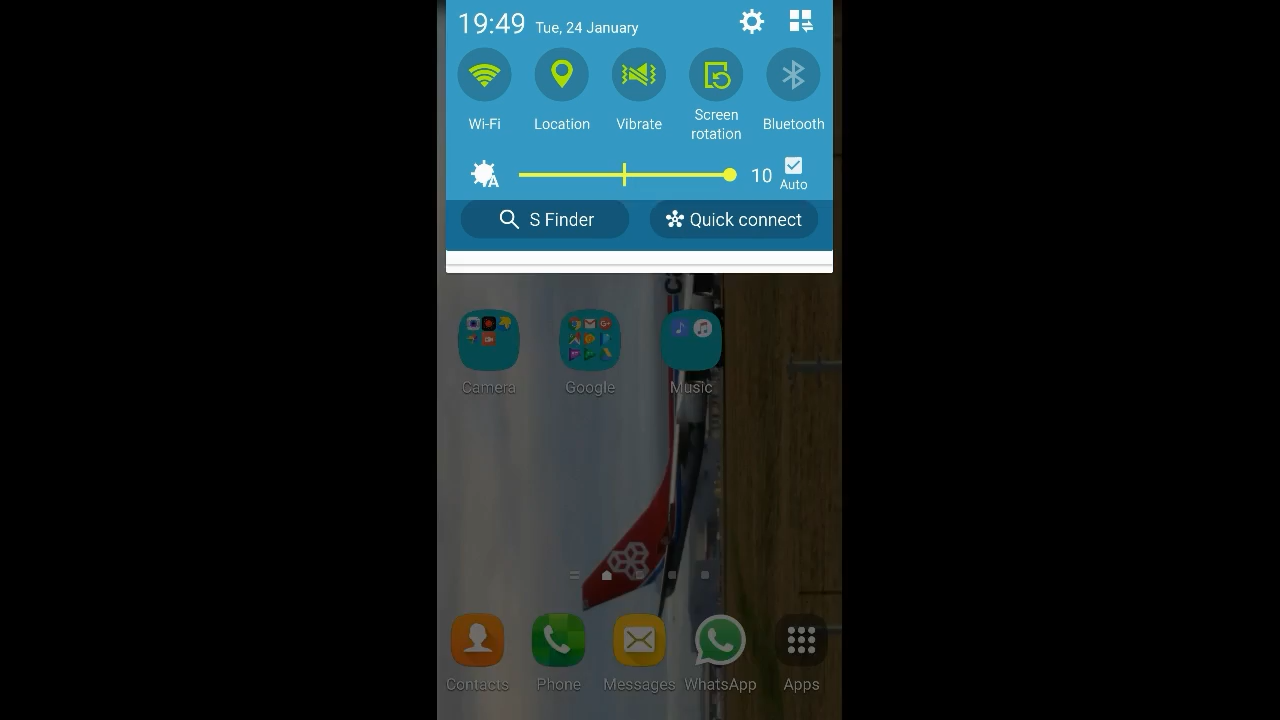 19:49 Tue, 24 January
Wi-Fi Location Vibrate Screen rotation Bluetooth
10 Auto
S Finder Quick connect
Camera Google Music
Contacts Phone Messages WhatsApp Apps